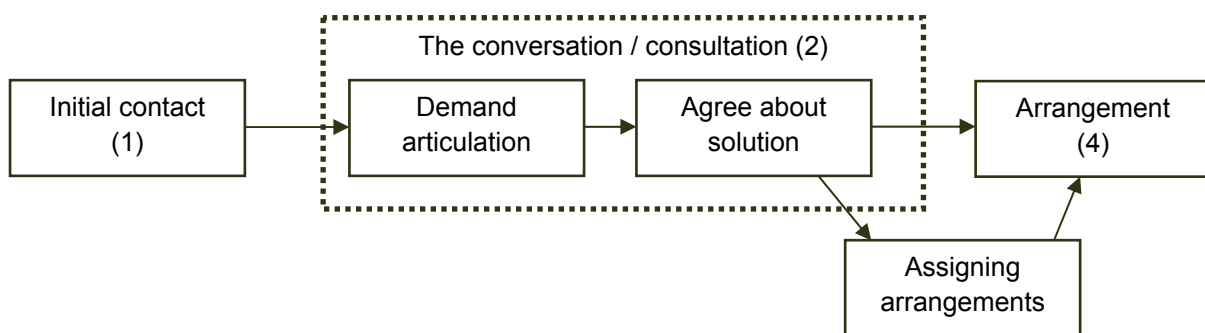 The conversation / consultation (2)
Initial contact
(1)
Demand
articulation
Agree about
solution
Arrangement
(4)
Assigning
arrangements